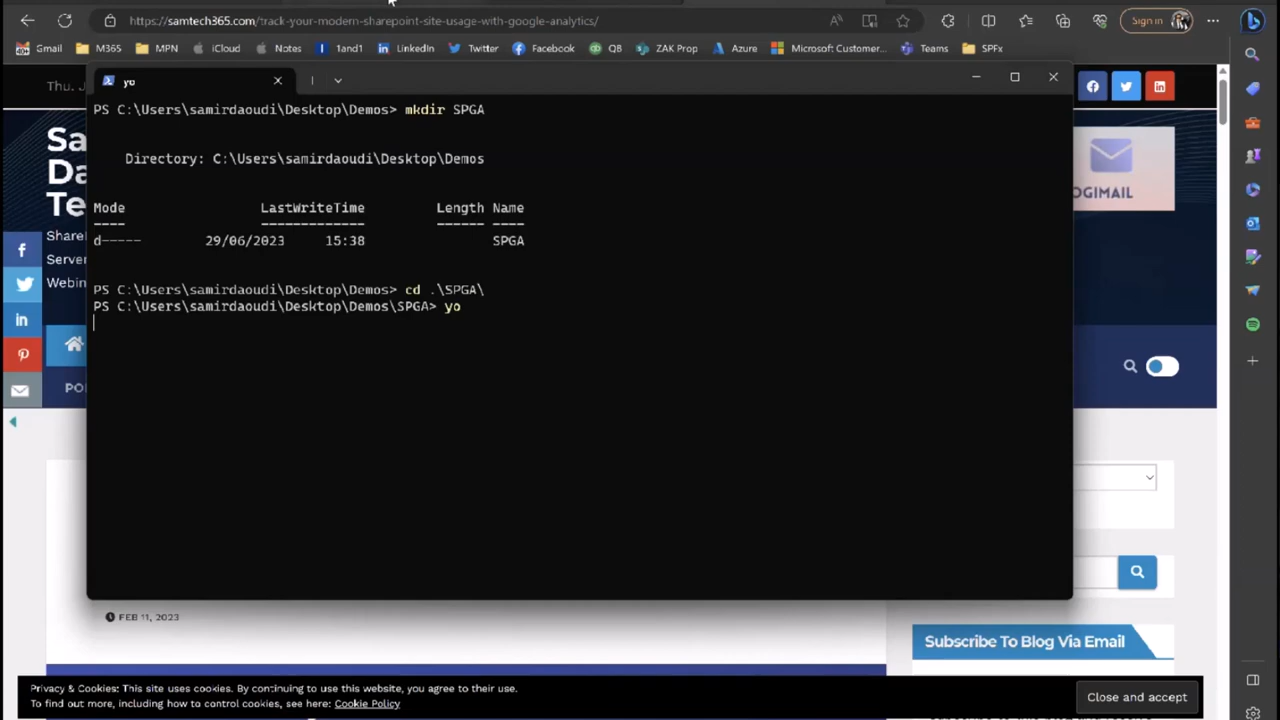 https://samtech365.com/track-your-modern-sharepoint-site-usage-with-google-analytics/
Sign in
Gmail
M365
MPN
iCloud
Notes
1and1
LinkedIn
Twitter
Facebook
QB
ZAK Prop
Azure
Microsoft Customer...
Teams
SPFx
Thu. J
yo
PS C:\Users\samirdaoudi\Desktop\Demos> mkdir SPGA
Directory: C:\Users\samirdaoudi\Desktop\Demos
Mode LastWriteTime Length Name
---- ------------- ------ ----
d----- 29/06/2023 15:38 SPGA
PS C:\Users\samirdaoudi\Desktop\Demos> cd .\SPGA\
PS C:\Users\samirdaoudi\Desktop\Demos\SPGA> yo
Sa
Da
Te
Share
Server
Webin
OGIMAIL
PO
FEB 11, 2023
Subscribe To Blog Via Email
Privacy & Cookies: This site uses cookies. By continuing to use this website, you agree to their use.
To find out more, including how to control cookies, see here: Cookie Policy
Close and accept